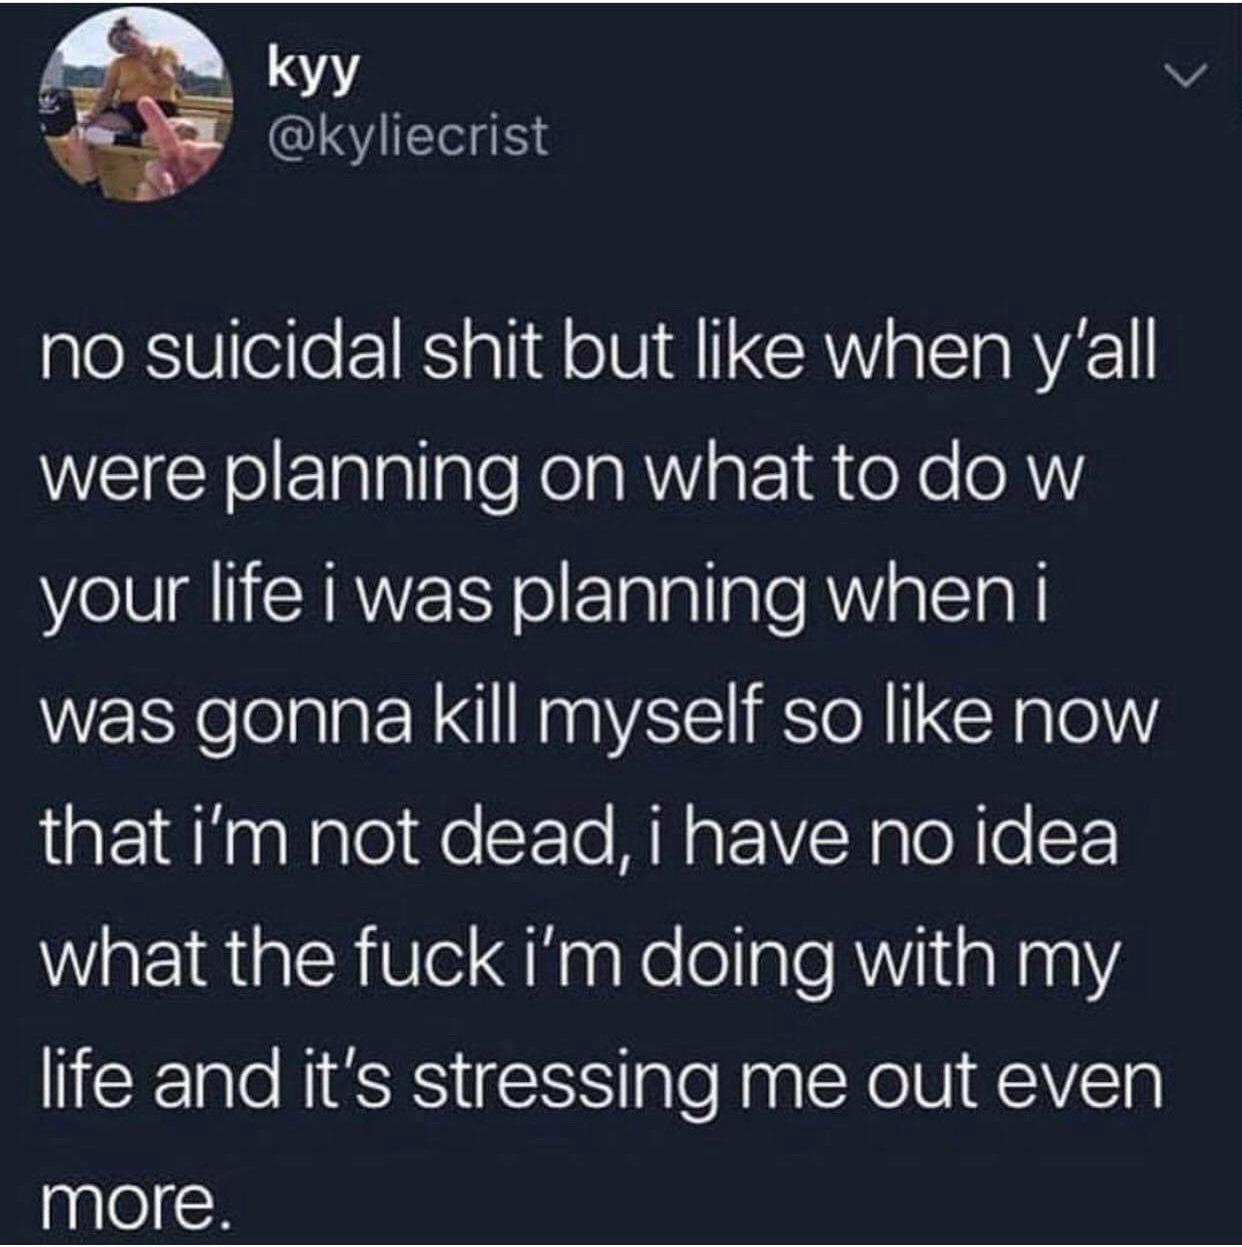 kyy
@kyliecrist
no suicidal shit but like when y'all
were planning on what to do w
your life i was planning when i
was gonna kill myself so like now
that i'm not dead, i have no idea
what the fuck i'm doing with my
life and it's stressing me out even
more.